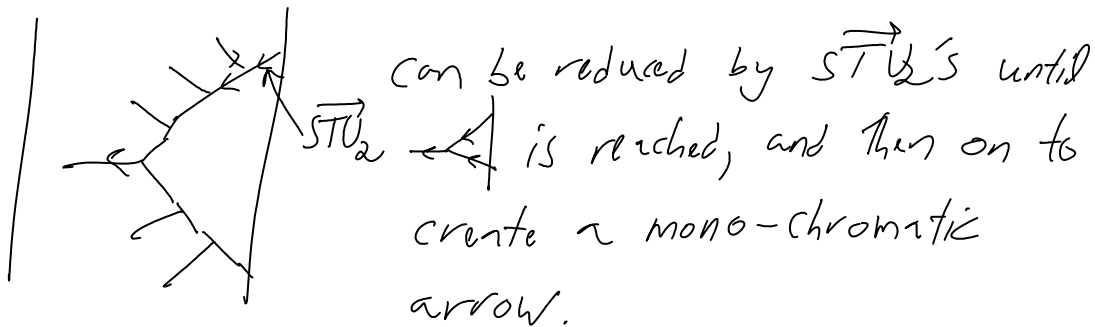 can be reduced by STU₂'s until
STU₂
is reached, and then on to
create a mono-chromatic
arrow.